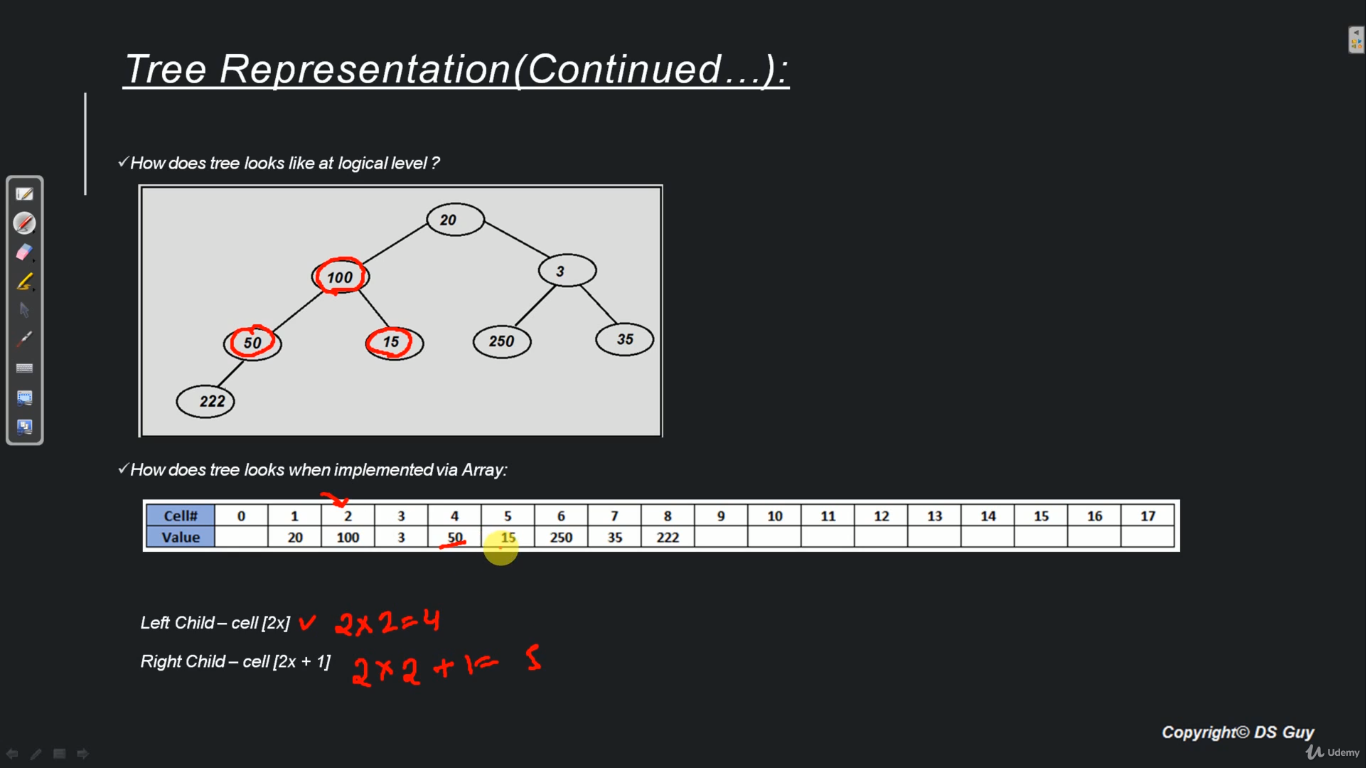 Tree Representation(Continued…):
✓How does tree looks like at logical level ?
20
100
3
50
15
250
35
222
✓How does tree looks when implemented via Array:
Cell# 0 1 2 3 4 5 6 7 8 9 10 11 12 13 14 15 16 17
Value 20 100 3 50 15 250 35 222
Left Child – cell [2x] ✓ 2×2=4
Right Child – cell [2x + 1] 2×2+1= 5
Copyright© DS Guy
Udemy